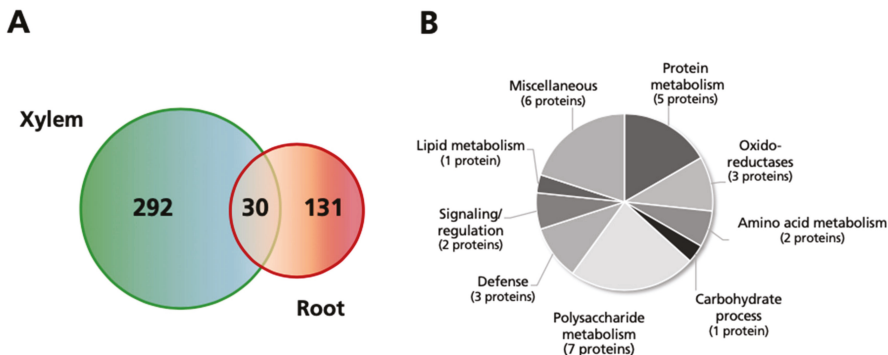 A
Xylem
292
30
131
Root
B
Protein
metabolism
(5 proteins)
Oxido-
reductases
(3 proteins)
Amino acid metabolism
(2 proteins)
Carbohydrate
process
(1 protein)
Polysaccharide
metabolism
(7 proteins)
Defense
(3 proteins)
Signaling/
regulation
(2 proteins)
Lipid metabolism
(1 protein)
Miscellaneous
(6 proteins)